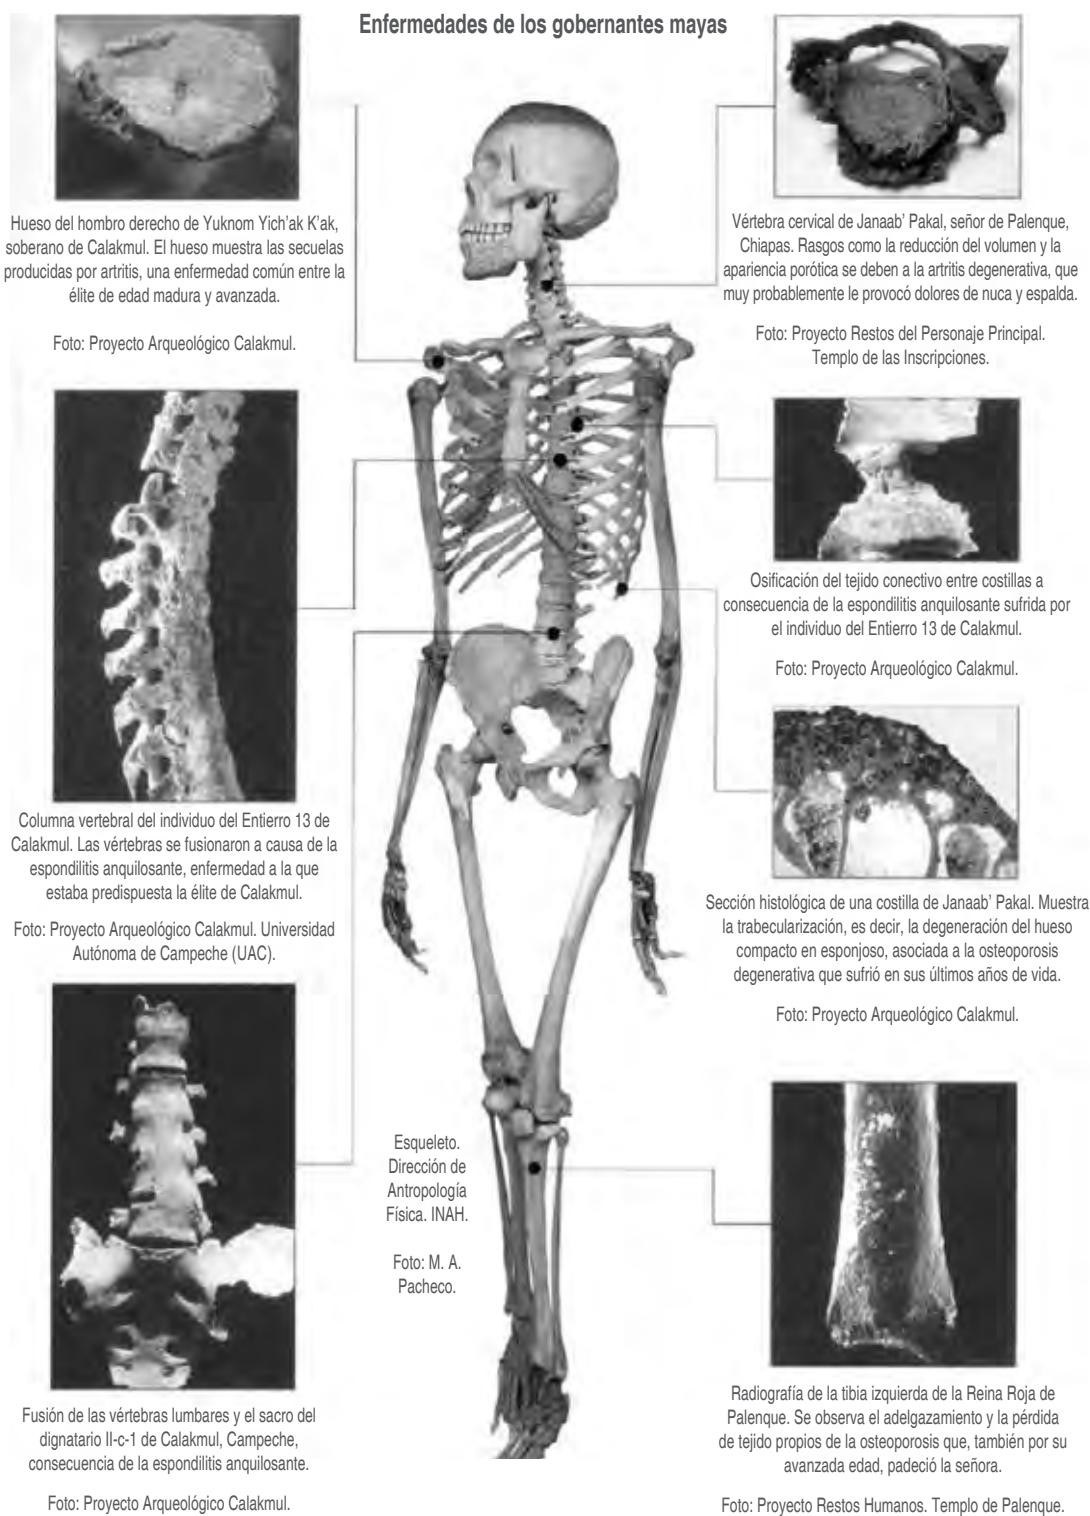 Enfermedades de los gobernantes mayas
Hueso del hombro derecho de Yuknom Yich'ak K'ak,
soberano de Calakmul. El hueso muestra las secuelas
producidas por artritis, una enfermedad común entre la
élite de edad madura y avanzada.
Foto: Proyecto Arqueológico Calakmul.
Columna vertebral del individuo del Entierro 13 de
Calakmul. Las vértebras se fusionaron a causa de la
espondilitis anquilosante, enfermedad a la que
estaba predispuesta la élite de Calakmul.
Foto: Proyecto Arqueológico Calakmul. Universidad
Autónoma de Campeche (UAC).
Fusión de las vértebras lumbares y el sacro del
dignatario II-c-1 de Calakmul, Campeche,
consecuencia de la espondilitis anquilosante.
Foto: Proyecto Arqueológico Calakmul.
Esqueleto.
Dirección de
Antropología
Física. INAH.
Foto: M. A.
Pacheco.
Vértebra cervical de Janaab' Pakal, señor de Palenque,
Chiapas. Rasgos como la reducción del volumen y la
apariencia porótica se deben a la artritis degenerativa, que
muy probablemente le provocó dolores de nuca y espalda.
Foto: Proyecto Restos del Personaje Principal.
Templo de las Inscripciones.
Osificación del tejido conectivo entre costillas a
consecuencia de la espondilitis anquilosante sufrida por
el individuo del Entierro 13 de Calakmul.
Foto: Proyecto Arqueológico Calakmul.
Sección histológica de una costilla de Janaab' Pakal. Muestra
la trabecularización, es decir, la degeneración del hueso
compacto en esponjoso, asociada a la osteoporosis
degenerativa que sufrió en sus últimos años de vida.
Foto: Proyecto Arqueológico Calakmul.
Radiografía de la tibia izquierda de la Reina Roja de
Palenque. Se observa el adelgazamiento y la pérdida
de tejido propios de la osteoporosis que, también por su
avanzada edad, padeció la señora.
Foto: Proyecto Restos Humanos. Templo de Palenque.